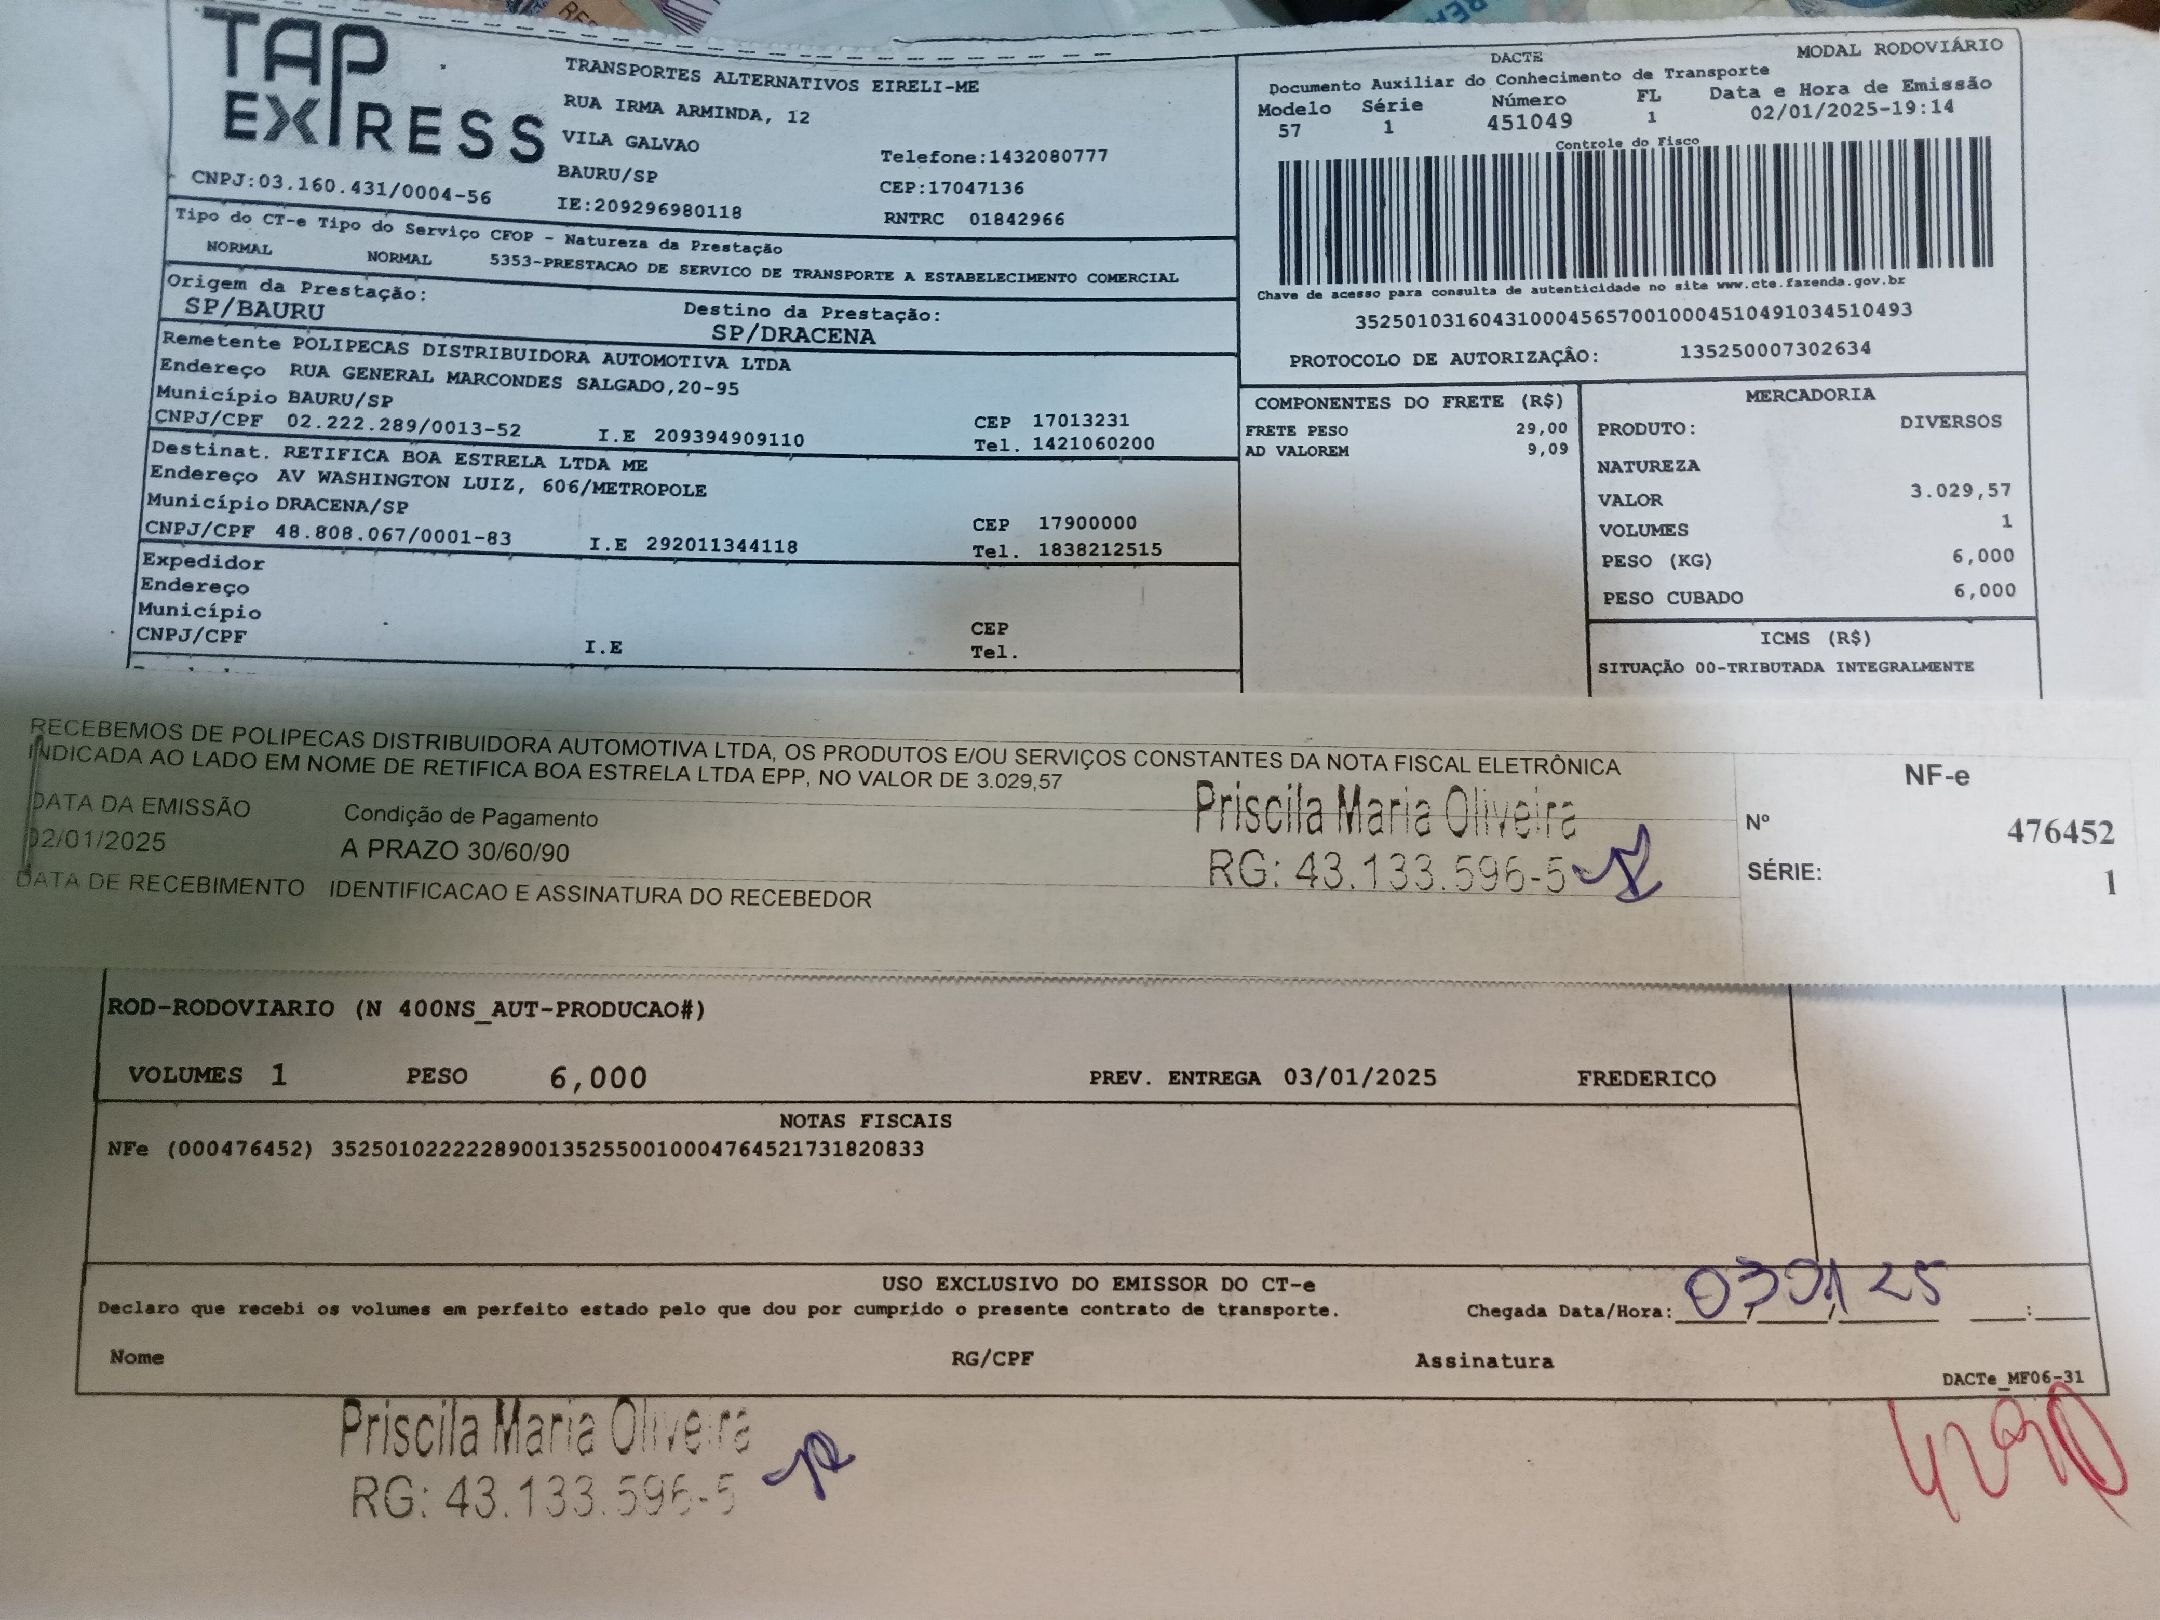 TAP EXPRESS
TRANSPORTES ALTERNATIVOS EIRELI-ME
RUA IRMA ARMINDA, 12
VILA GALVAO
BAURU/SP
Telefone:1432080777
CEP:17047136
CNPJ:03.160.431/0004-56
IE:209296980118
RNTRC 01842966
DACTE
MODAL RODOVIÁRIO
Documento Auxiliar do Conhecimento de Transporte
Modelo Série Número FL Data e Hora de Emissão
57 1 451049 1 02/01/2025-19:14
Controle do Fisco
Chave de acesso para consulta de autenticidade no site www.cte.fazenda.gov.br
35250103160431000456570010004510491034510493
PROTOCOLO DE AUTORIZAÇÃO: 135250007302634
Tipo do CT-e Tipo do Serviço CFOP - Natureza da Prestação
NORMAL NORMAL 5353-PRESTACAO DE SERVICO DE TRANSPORTE A ESTABELECIMENTO COMERCIAL
Origem da Prestação: Destino da Prestação:
SP/BAURU SP/DRACENA
Remetente POLIPECAS DISTRIBUIDORA AUTOMOTIVA LTDA
Endereço RUA GENERAL MARCONDES SALGADO,20-95
Município BAURU/SP CEP 17013231
CNPJ/CPF 02.222.289/0013-52 I.E 209394909110 Tel. 1421060200
Destinat. RETIFICA BOA ESTRELA LTDA ME
Endereço AV WASHINGTON LUIZ, 606/METROPOLE
Município DRACENA/SP CEP 17900000
CNPJ/CPF 48.808.067/0001-83 I.E 292011344118 Tel. 1838212515
Expedidor
Endereço
Município CEP
CNPJ/CPF I.E Tel.
COMPONENTES DO FRETE (R$)
FRETE PESO 29,00
AD VALOREM 9,09
MERCADORIA
PRODUTO: DIVERSOS
NATUREZA
VALOR 3.029,57
VOLUMES 1
PESO (KG) 6,000
PESO CUBADO 6,000
ICMS (R$)
SITUAÇÃO 00-TRIBUTADA INTEGRALMENTE
RECEBEMOS DE POLIPECAS DISTRIBUIDORA AUTOMOTIVA LTDA, OS PRODUTOS E/OU SERVIÇOS CONSTANTES DA NOTA FISCAL ELETRÔNICA
INDICADA AO LADO EM NOME DE RETIFICA BOA ESTRELA LTDA EPP, NO VALOR DE 3.029,57
DATA DA EMISSÃO Condição de Pagamento
02/01/2025 A PRAZO 30/60/90
DATA DE RECEBIMENTO IDENTIFICACAO E ASSINATURA DO RECEBEDOR
Priscila Maria Oliveira
RG: 43.133.596-5
NF-e
Nº 476452
SÉRIE: 1
ROD-RODOVIARIO (N 400NS_AUT-PRODUCAO#)
VOLUMES 1 PESO 6,000 PREV. ENTREGA 03/01/2025 FREDERICO
NOTAS FISCAIS
NFe (000476452) 35250102222289001352550010004764521731820833
USO EXCLUSIVO DO EMISSOR DO CT-e
Declaro que recebi os volumes em perfeito estado pelo que dou por cumprido o presente contrato de transporte. Chegada Data/Hora: 03/01/25 :
Nome RG/CPF Assinatura
DACTe_MF06-31
Priscila Maria Oliveira
RG: 43.133.596-5